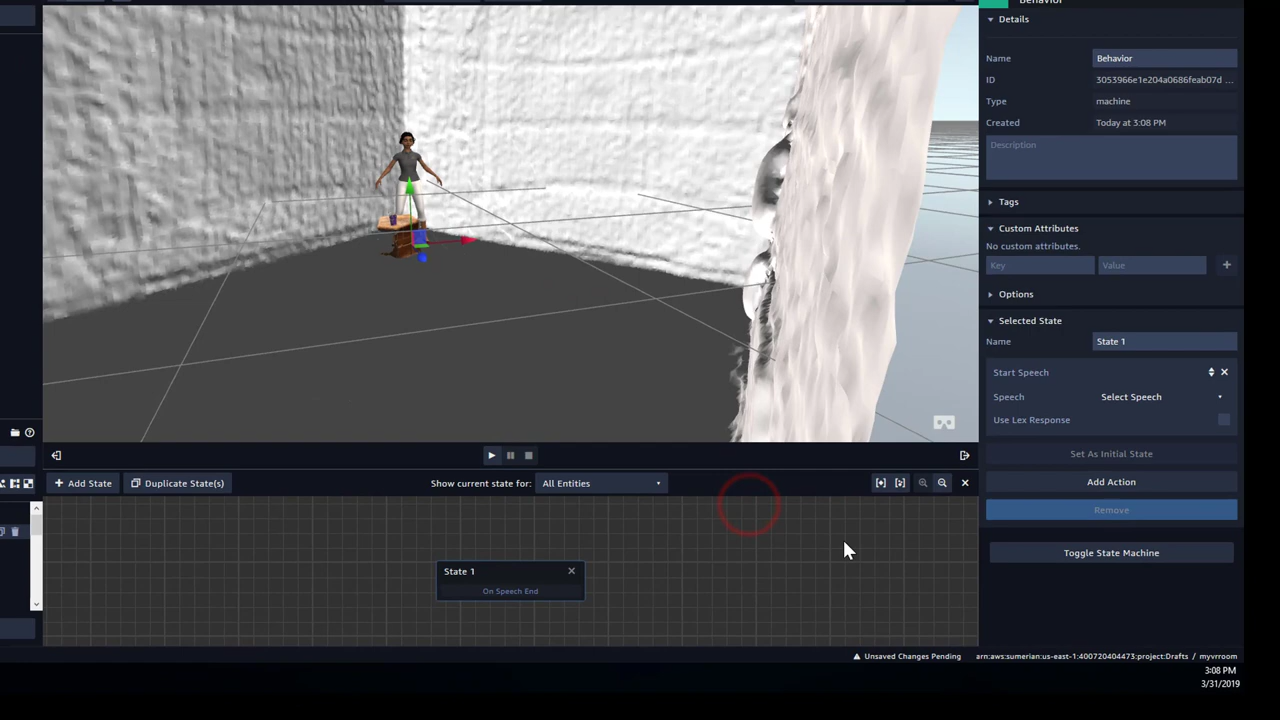 Behavior
Details
Name Behavior
ID 3053966e1e204a0686feab07d ...
Type machine
Created Today at 3:08 PM
Description
Tags
Custom Attributes
No custom attributes.
Key Value +
Options
Selected State
Name State 1
Start Speech
Speech Select Speech
Use Lex Response
Set As Initial State
Add Action
Remove
Toggle State Machine
+ Add State Duplicate State(s) Show current state for: All Entities
State 1
On Speech End
Unsaved Changes Pending arn:aws:sumerian:us-east-1:400720404473:project:Drafts / myvrroom
3:08 PM
3/31/2019